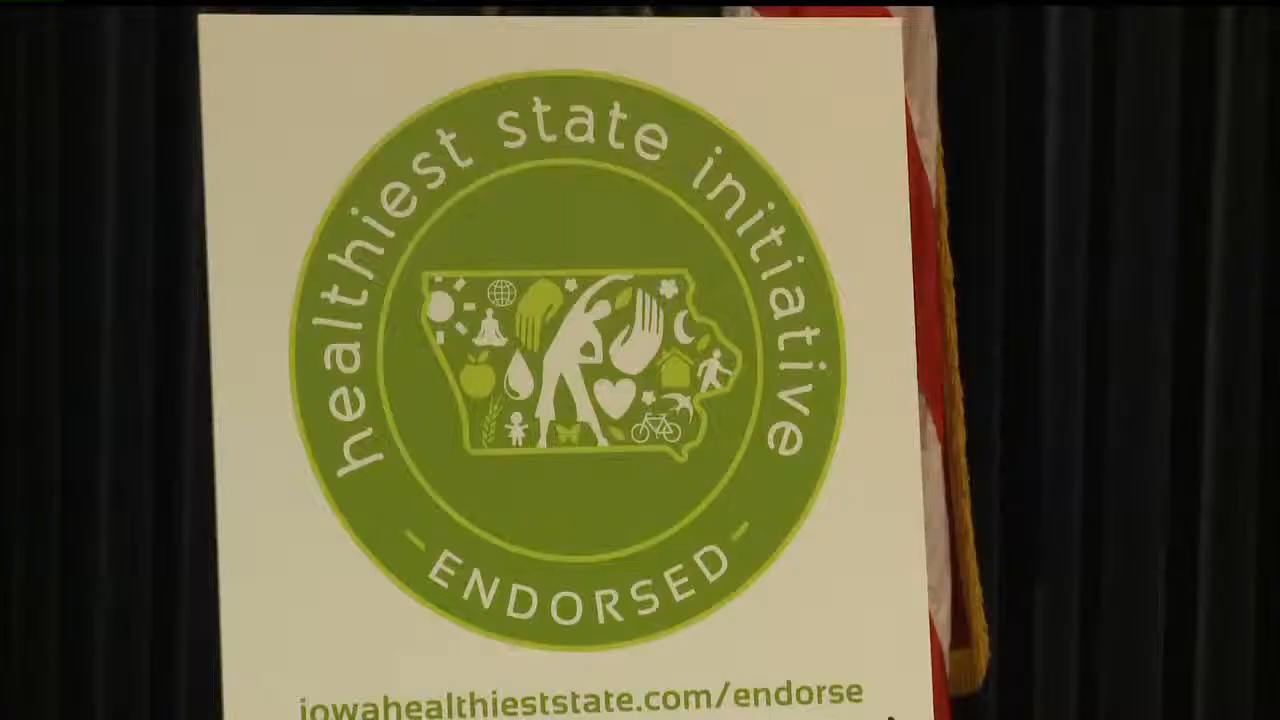 healthiest state initiative
- ENDORSED -
iowahealthieststate.com/endorse